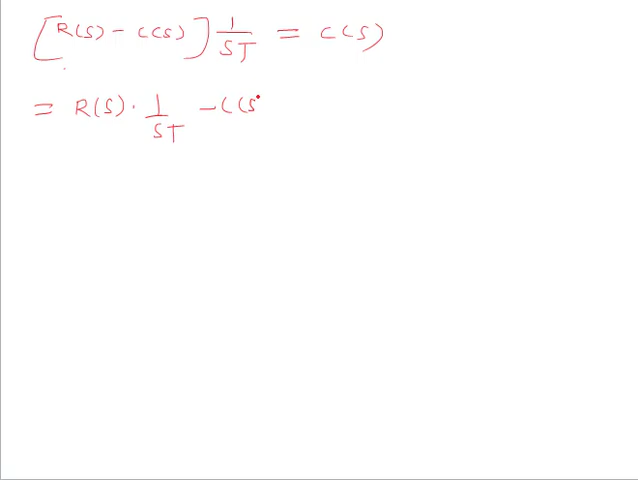 [R(S) - C(S)] 1/ST = C(S)
= R(S) · 1/ST - C(S